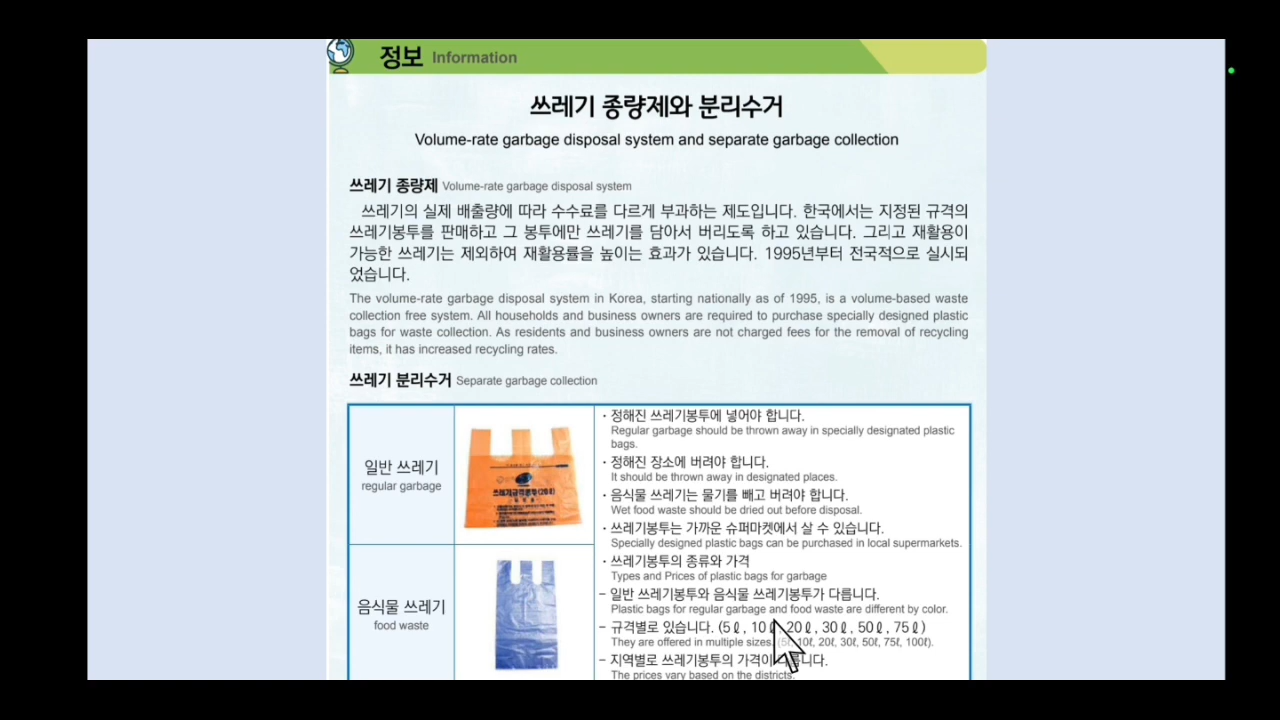 정보 Information
쓰레기 종량제와 분리수거
Volume-rate garbage disposal system and separate garbage collection
쓰레기 종량제 Volume-rate garbage disposal system
쓰레기의 실제 배출량에 따라 수수료를 다르게 부과하는 제도입니다. 한국에서는 지정된 규격의
쓰레기봉투를 판매하고 그 봉투에만 쓰레기를 담아서 버리도록 하고 있습니다. 그리고 재활용이
가능한 쓰레기는 제외하여 재활용률을 높이는 효과가 있습니다. 1995년부터 전국적으로 실시되
었습니다.
The volume-rate garbage disposal system in Korea, starting nationally as of 1995, is a volume-based waste
collection free system. All households and business owners are required to purchase specially designed plastic
bags for waste collection. As residents and business owners are not charged fees for the removal of recycling
items, it has increased recycling rates.
쓰레기 분리수거 Separate garbage collection
일반 쓰레기
regular garbage
· 정해진 쓰레기봉투에 넣어야 합니다.
Regular garbage should be thrown away in specially designated plastic
bags.
· 정해진 장소에 버려야 합니다.
It should be thrown away in designated places.
· 음식물 쓰레기는 물기를 빼고 버려야 합니다.
Wet food waste should be dried out before disposal.
· 쓰레기봉투는 가까운 슈퍼마켓에서 살 수 있습니다.
Specially designed plastic bags can be purchased in local supermarkets.
· 쓰레기봉투의 종류와 가격
Types and Prices of plastic bags for garbage
음식물 쓰레기
food waste
- 일반 쓰레기봉투와 음식물 쓰레기봉투가 다릅니다.
Plastic bags for regular garbage and food waste are different by color.
- 규격별로 있습니다. (5ℓ, 10ℓ, 20ℓ, 30ℓ, 50ℓ, 75ℓ)
They are offered in multiple sizes. (5ℓ, 10ℓ, 20ℓ, 30ℓ, 50ℓ, 75ℓ, 100ℓ).
- 지역별로 쓰레기봉투의 가격이 다릅니다.
The prices vary based on the districts.